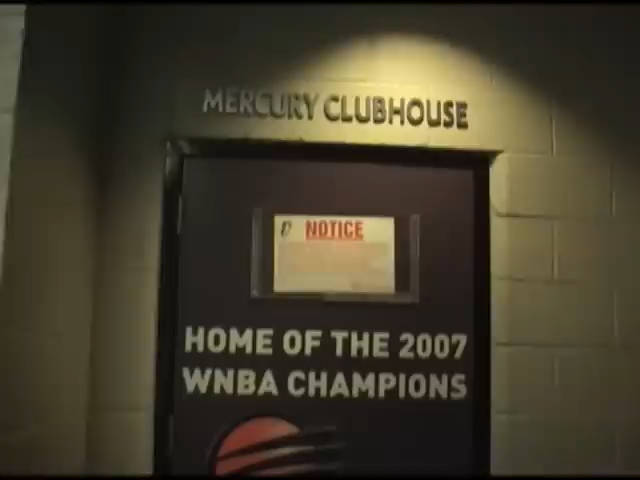 MERCURY CLUBHOUSE
NOTICE
HOME OF THE 2007
WNBA CHAMPIONS